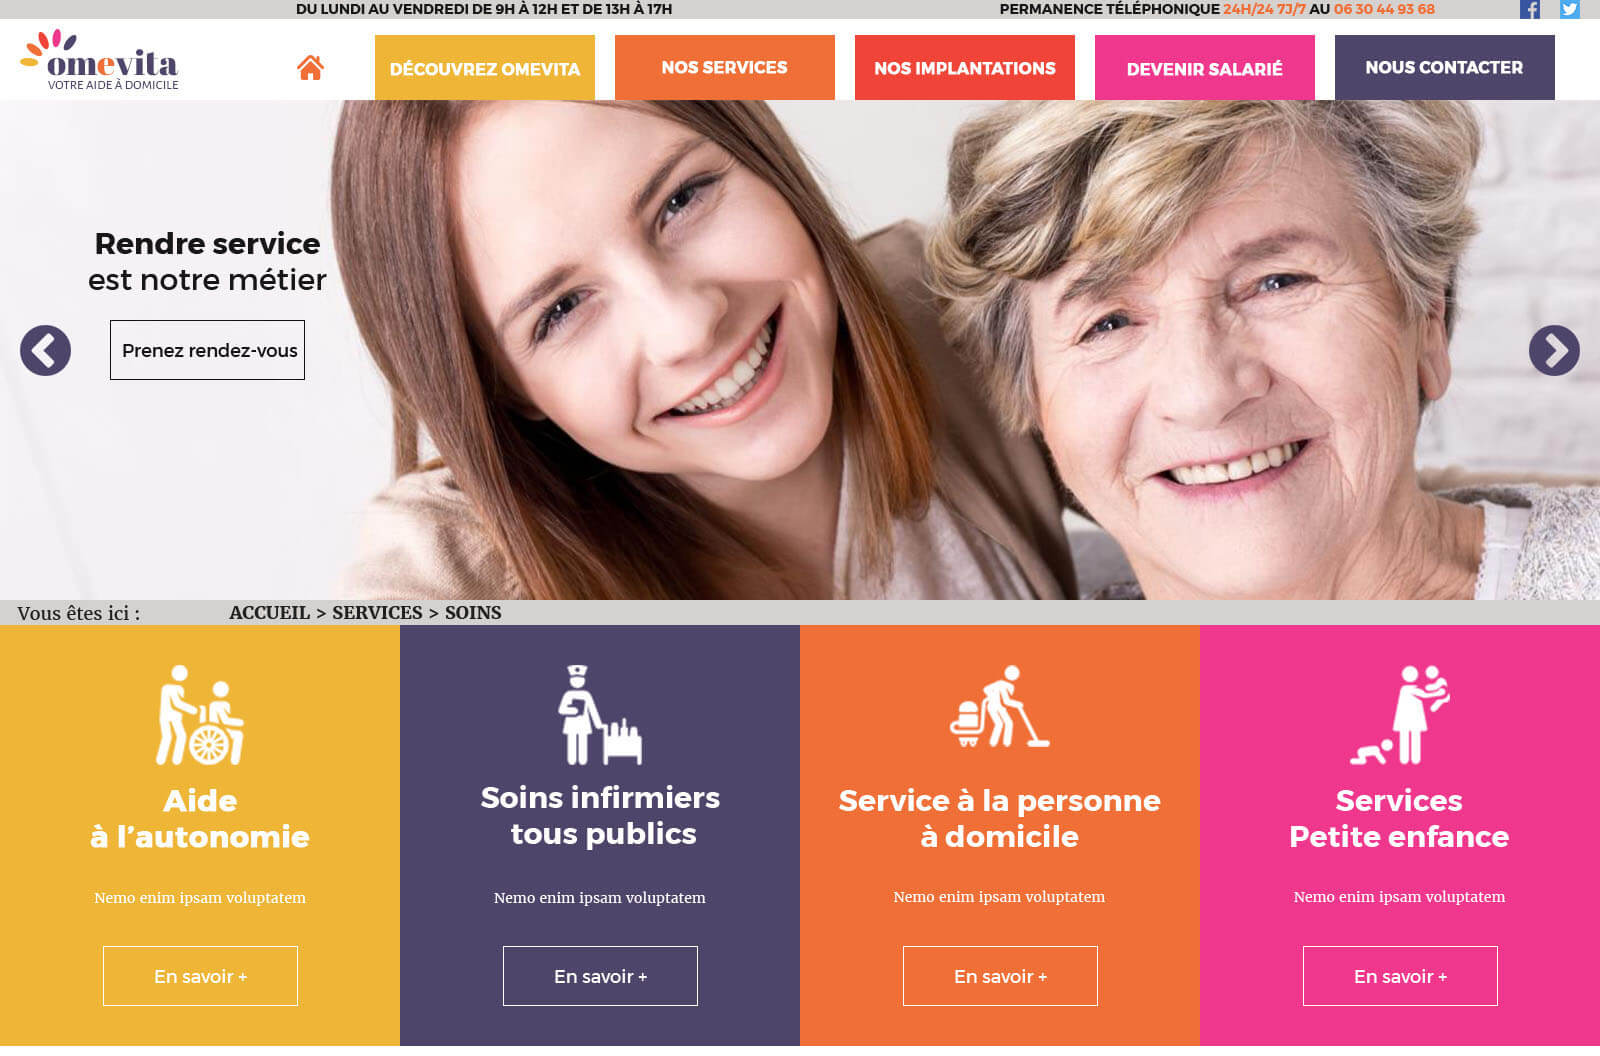 DU LUNDI AU VENDREDI DE 9H À 12H ET DE 13H À 17H
PERMANENCE TÉLÉPHONIQUE 24H/24 7J/7 AU 06 30 44 93 68
omevita
VOTRE AIDE À DOMICILE
DÉCOUVREZ OMEVITA
NOS SERVICES
NOS IMPLANTATIONS
DEVENIR SALARIÉ
NOUS CONTACTER
Rendre service
est notre métier
Prenez rendez-vous
Vous êtes ici :
ACCUEIL > SERVICES > SOINS
Aide
à l’autonomie
Nemo enim ipsam voluptatem
En savoir +
Soins infirmiers
tous publics
Nemo enim ipsam voluptatem
En savoir +
Service à la personne
à domicile
Nemo enim ipsam voluptatem
En savoir +
Services
Petite enfance
Nemo enim ipsam voluptatem
En savoir +